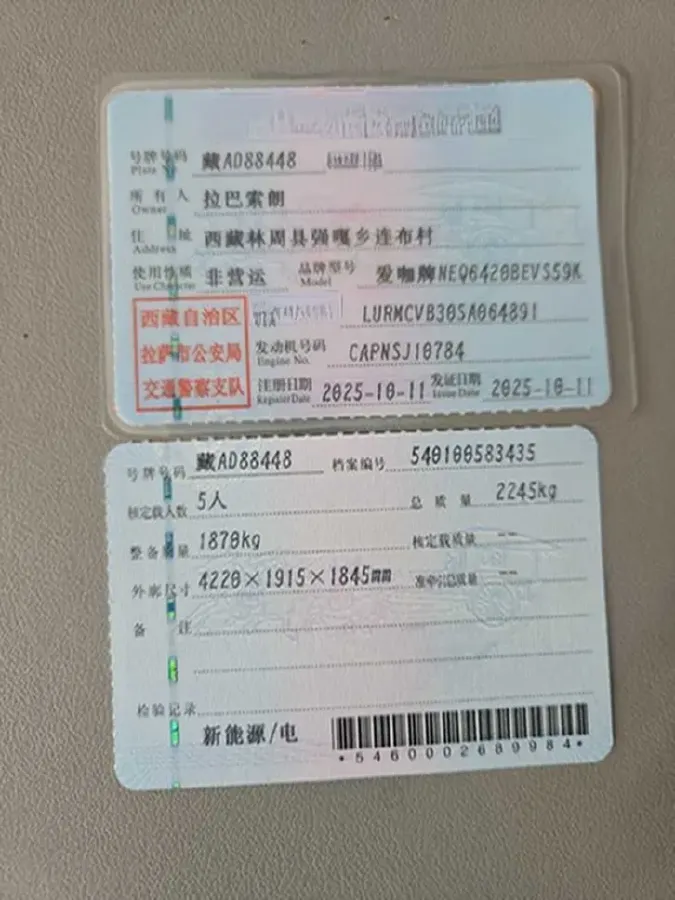 号牌号码 Plate No. 藏AD88448
所有人 Owner 拉巴索朗
住址 Address 西藏林周县强嘎乡连布村
使用性质 Use Character 非营运 品牌型号 Model 爱咖牌NEQ6420BEVS59K
西藏自治区
拉萨市公安局
交通警察支队
VIN LURMCVB30SA064891
发动机号码 Engine No. CAPNSJ10784
注册日期 Register Date 2025-10-11 发证日期 Issue Date 2025-10-11
号牌号码 藏AD88448 档案编号 540100583435
核定载人数 5人 总质量 2245kg
整备质量 1870kg 核定载质量 --
外廓尺寸 4220×1915×1845mm 准牵引总质量 --
备注
检验记录
新能源/电
*5460002689984*